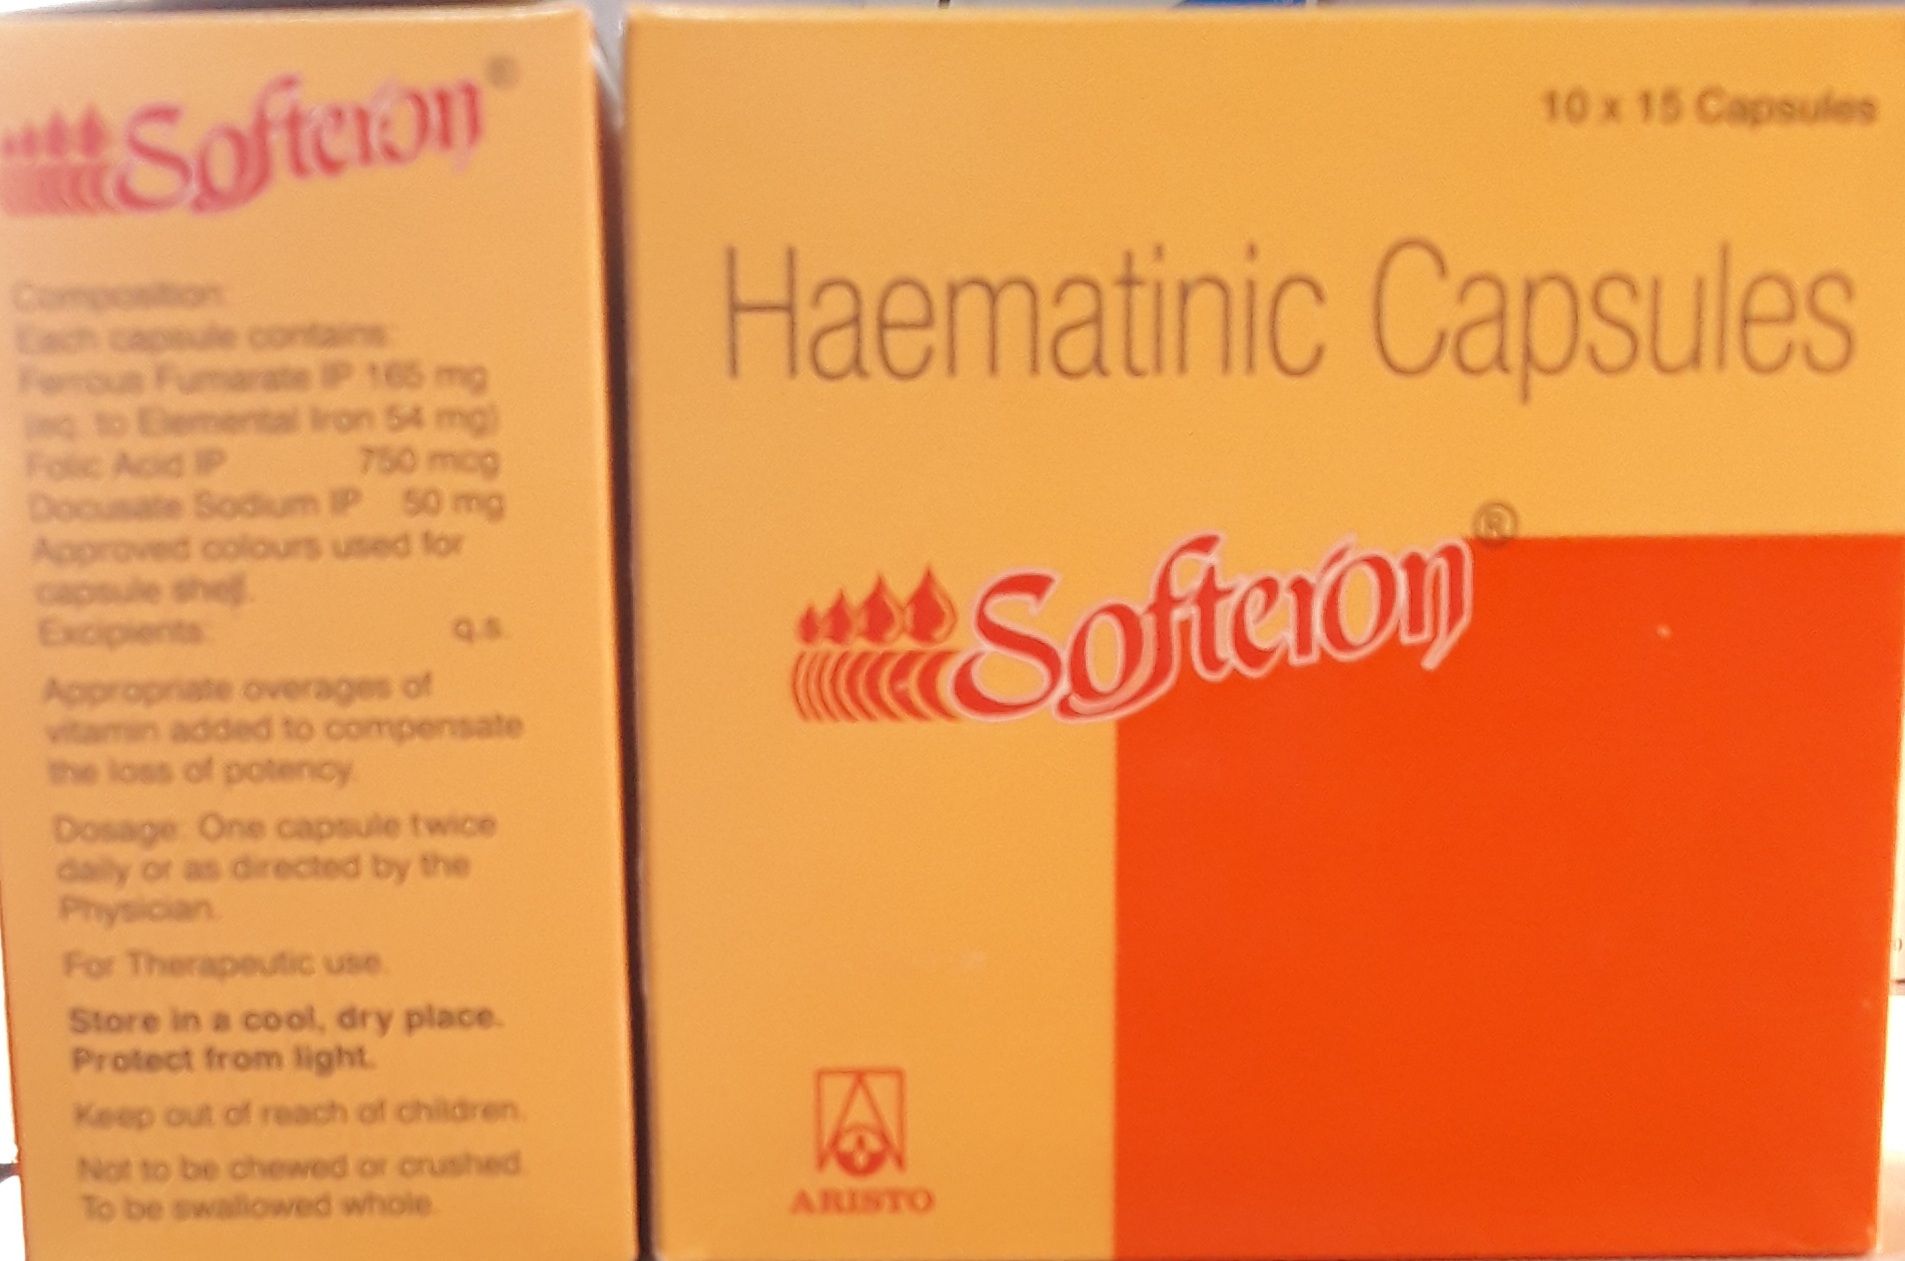 Softeron®
Composition:
Each capsule contains:
Ferrous Fumarate IP 165 mg
(eq. to Elemental Iron 54 mg)
Folic Acid IP 750 mcg
Docusate Sodium IP 50 mg
Approved colours used for
capsule shell.
Excipients: q.s.
Appropriate overages of
vitamin added to compensate
the loss of potency.
Dosage: One capsule twice
daily or as directed by the
Physician.
For Therapeutic use.
Store in a cool, dry place.
Protect from light.
Keep out of reach of children.
Not to be chewed or crushed.
To be swallowed whole.
10 x 15 Capsules
Haematinic Capsules
Softeron®
ARISTO